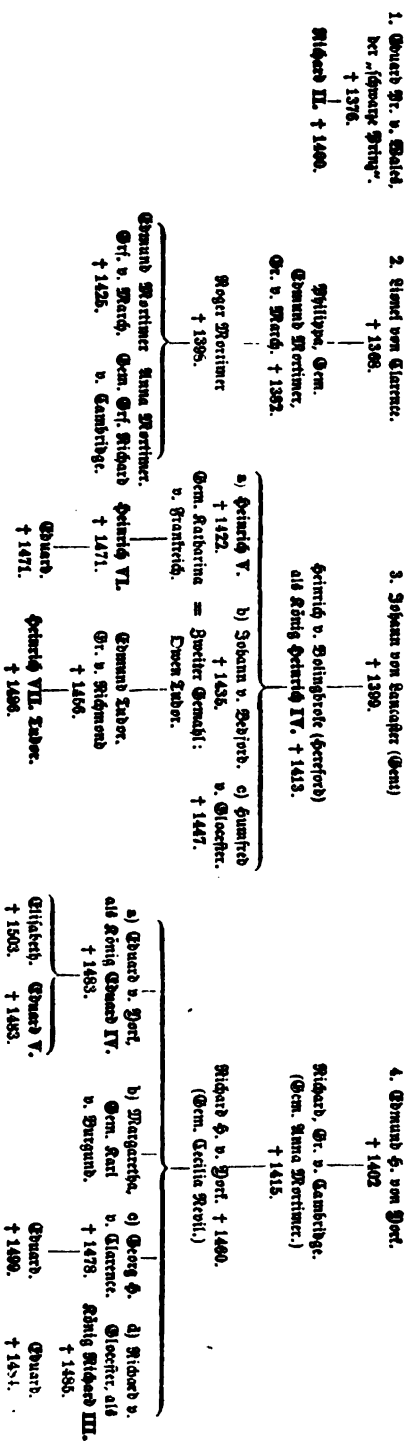 1. Eduard Pr. v. Wales,
der „schwarze Prinz“.
† 1376.
Richard II. † 1400.
2. Lionel von Clarence.
† 1368.
Philippa, Gem.
Edmund Mortimer,
Gr. v. March. † 1382.
Roger Mortimer
† 1398.
Edmund Mortimer
Grf. v. March.
† 1425.
Anna Mortimer.
Gem. Grf. Richard
v. Cambridge.
3. Johann von Lancaster (Gent)
† 1399.
Heinrich v. Bolingbroke (Hereford)
als König Heinrich IV. † 1413.
a) Heinrich V.
† 1422.
Gem. Katharina
v. Frankreich.
b) Johann v. Bedford.
† 1435.
= Zweiter Gemahl:
Owen Tudor.
c) Humfred
v. Glocester.
† 1447.
Heinrich VI.
† 1471.
Eduard.
† 1471.
Edmund Tudor.
Gr. v. Richmond
† 1456.
Heinrich VII. Tudor.
4. Edmund H. von York.
† 1402
Richard, Gr. v. Cambridge.
(Gem. Anna Mortimer.)
† 1415.
Richard H. v. York. † 1460.
(Gem. Cecilia Nevil.)
a) Eduard v. York,
als König Eduard IV.
† 1483.
Elisabeth.
† 1503.
Eduard V.
† 1483.
b) Margaretha,
Gem. Karl
v. Burgund.
c) Georg H.
v. Clarence.
† 1478.
Eduard.
† 1499.
d) Richard v.
Glocester, als
König Richard III.
† 1485.
Eduard.